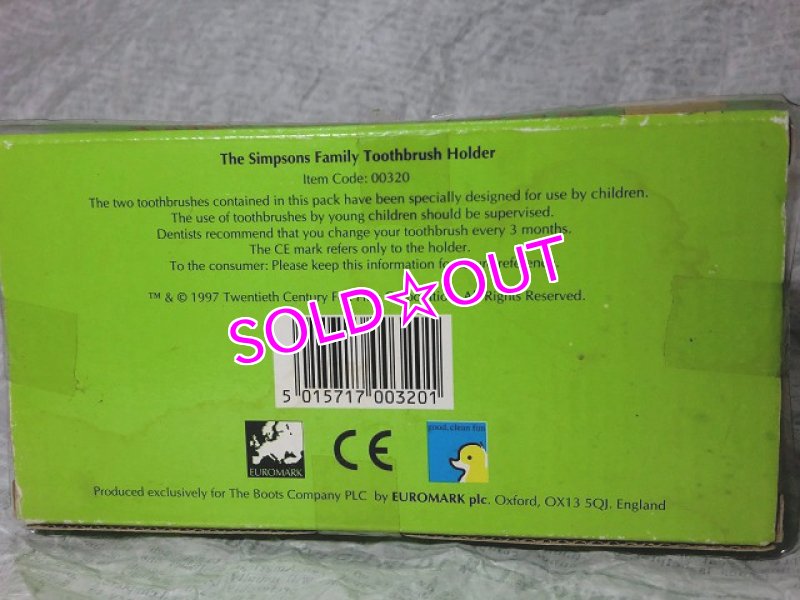 The Simpsons Family Toothbrush Holder
Item Code: 00320
The two toothbrushes contained in this pack have been specially designed for use by children.
The use of toothbrushes by young children should be supervised.
Dentists recommend that you change your toothbrush every 3 months.
The CE mark refers only to the holder.
To the consumer: Please keep this information
™ & © 1997 Twentieth Century All Rights Reserved.
SOLD☆OUT
5 015717 003201
EUROMARK
CE
good, clean fun
Produced exclusively for The Boots Company PLC by EUROMARK plc. Oxford, OX13 5QJ. England